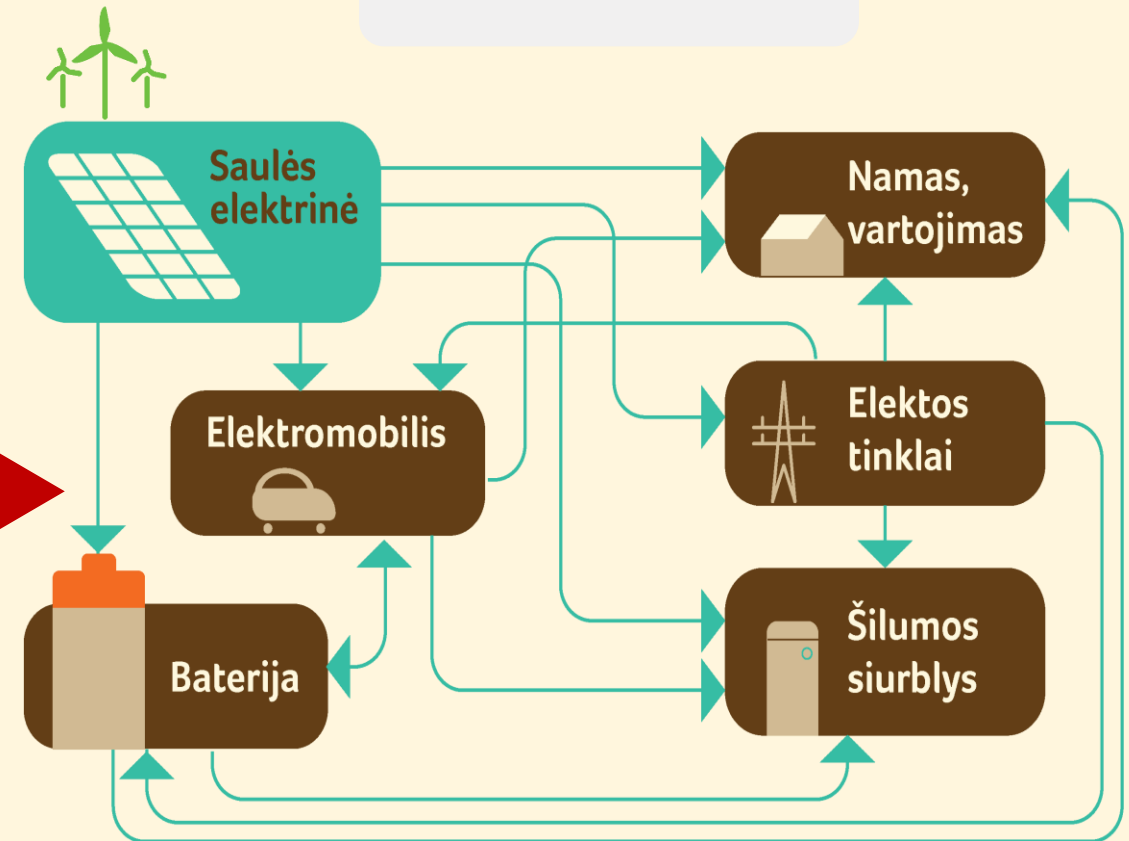 Saulės
elektrinė
Namas,
vartojimas
Elektromobilis
Elektos
tinklai
Baterija
Šilumos
siurblys